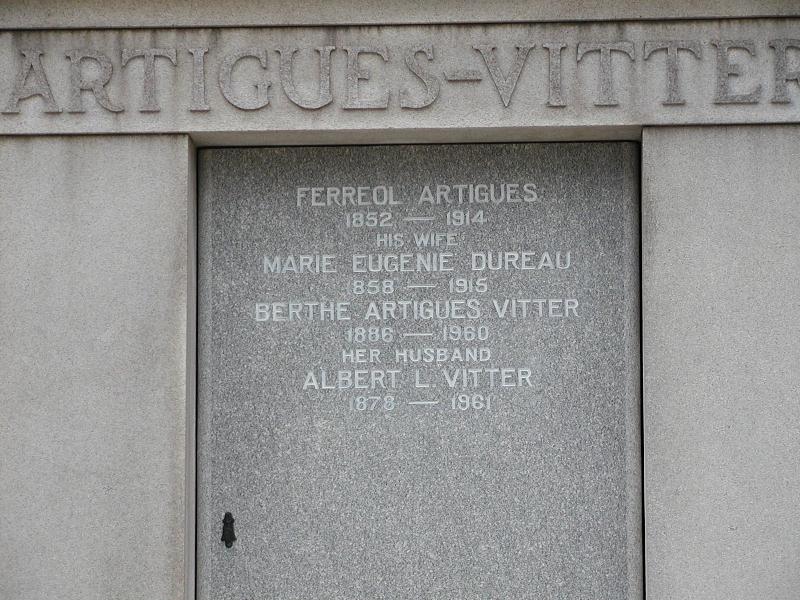 ARTIGUES-VITTER
FERREOL ARTIGUES
1852 — 1914
HIS WIFE
MARIE EUGENIE DUREAU
1858 — 1915
BERTHE ARTIGUES VITTER
1886 — 1960
HER HUSBAND
ALBERT L. VITTER
1878 — 1961